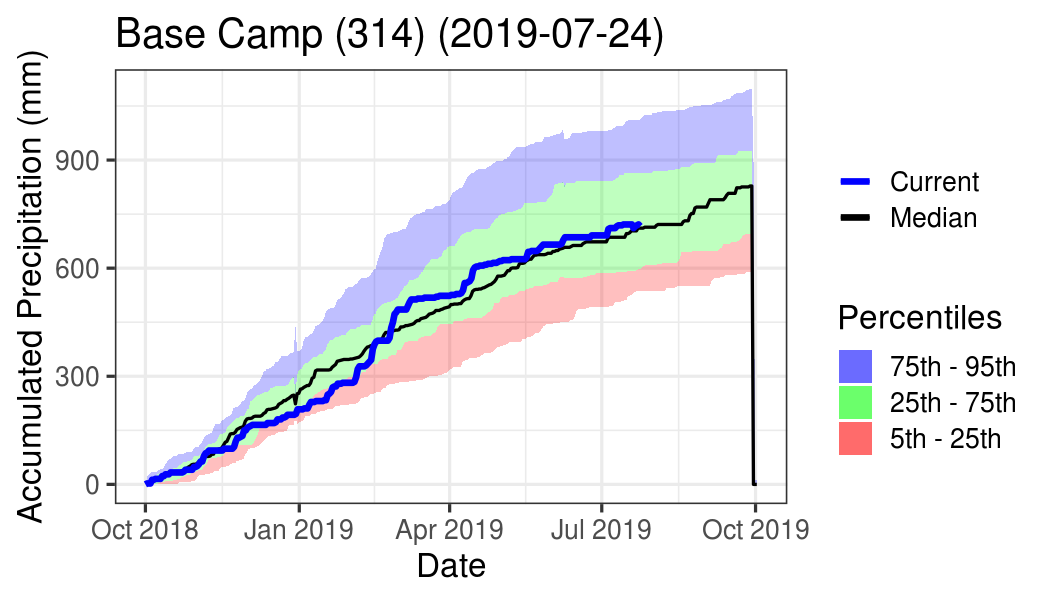 Base Camp (314) (2019-07-24)
Accumulated Precipitation (mm)
900
600
300
0
Oct 2018
Jan 2019
Apr 2019
Jul 2019
Oct 2019
Date
Current
Median
Percentiles
75th - 95th
25th - 75th
5th - 25th